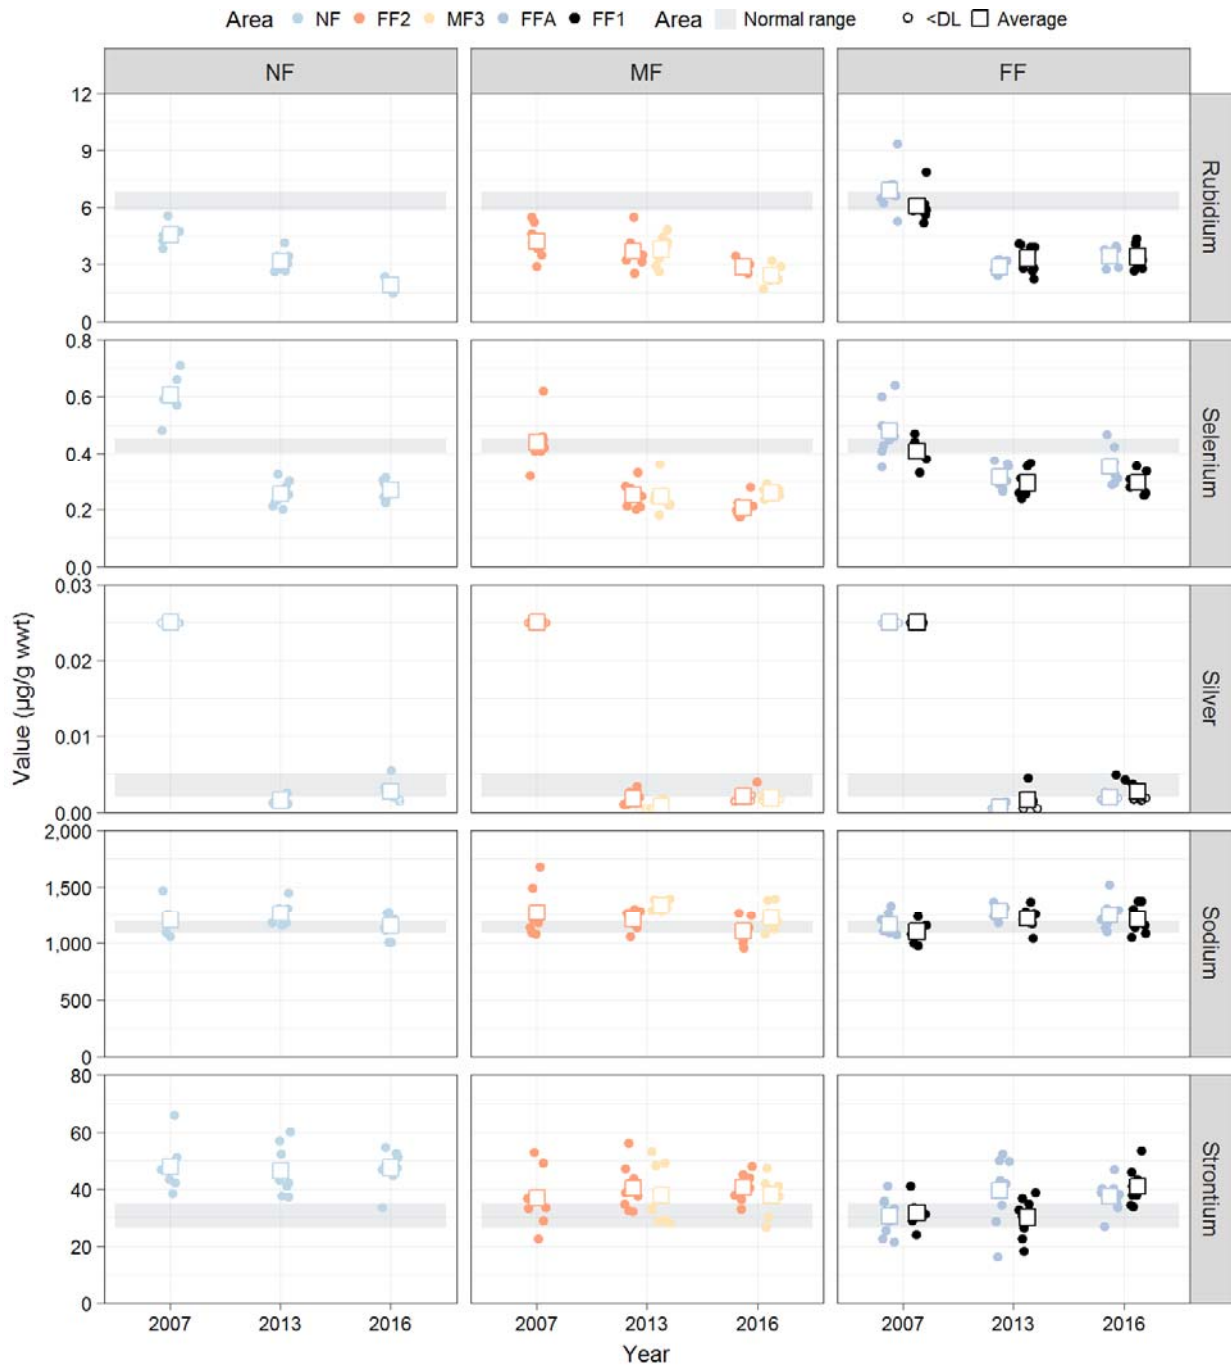 Area NF FF2 MF3 FFA FF1 Area Normal range <DL Average
NF MF FF
12
9
6
3
0
Rubidium
0.8
0.6
0.4
0.2
0.0
Selenium
0.03
0.02
0.01
0.00
Silver
2,000
1,500
1,000
500
0
Sodium
80
60
40
20
0
Strontium
Value (µg/g wwt)
2007 2013 2016 2007 2013 2016 2007 2013 2016
Year